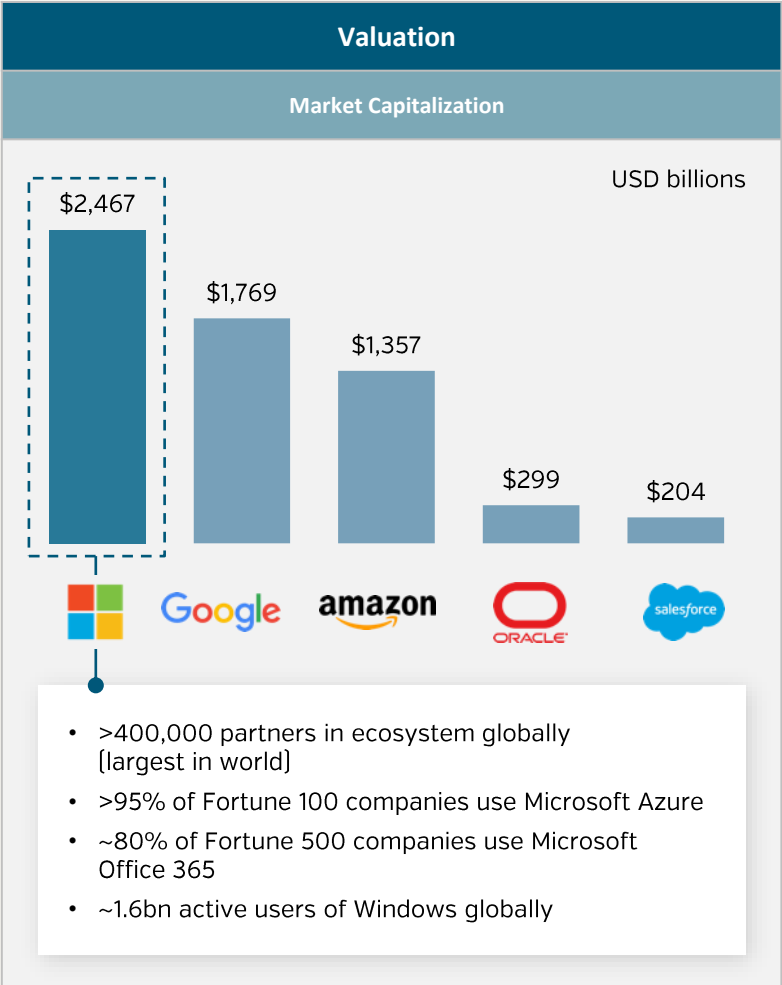 Valuation
Market Capitalization
USD billions
$2,467
$1,769
$1,357
$299
$204
Google
amazon
ORACLE
salesforce
• >400,000 partners in ecosystem globally
(largest in world)
• >95% of Fortune 100 companies use Microsoft Azure
• ~80% of Fortune 500 companies use Microsoft
Office 365
• ~1.6bn active users of Windows globally